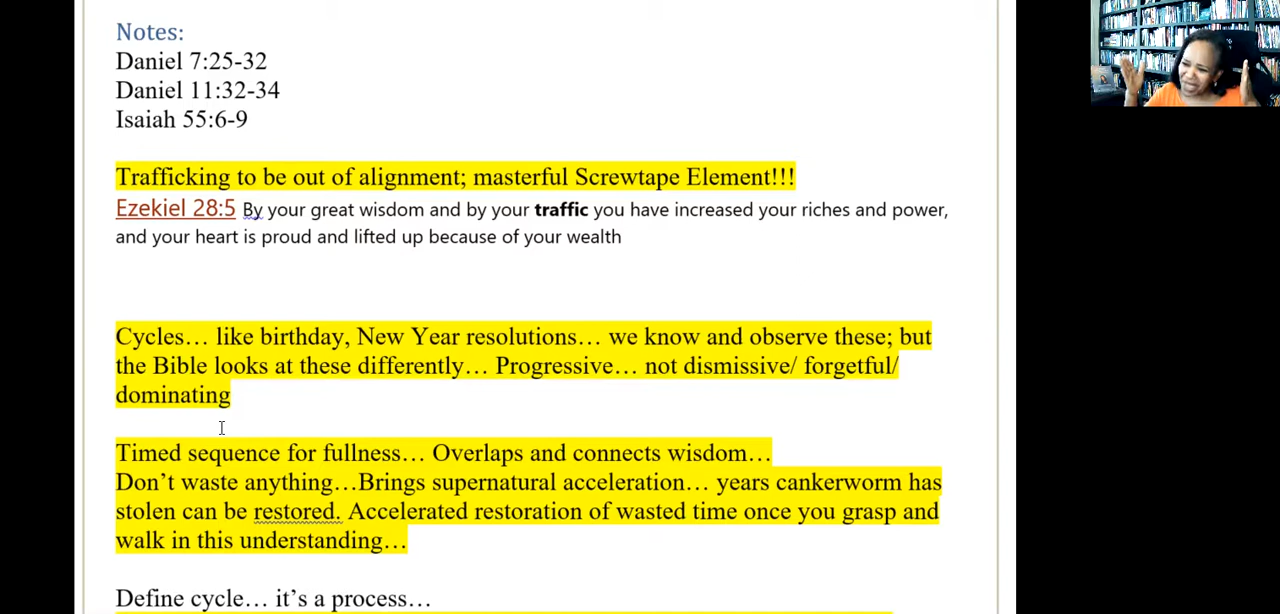 Notes:
Daniel 7:25-32
Daniel 11:32-34
Isaiah 55:6-9
Trafficking to be out of alignment; masterful Screwtape Element!!!
Ezekiel 28:5 By your great wisdom and by your traffic you have increased your riches and power,
and your heart is proud and lifted up because of your wealth
Cycles… like birthday, New Year resolutions… we know and observe these; but
the Bible looks at these differently… Progressive… not dismissive/ forgetful/
dominating
Timed sequence for fullness… Overlaps and connects wisdom…
Don’t waste anything…Brings supernatural acceleration… years cankerworm has
stolen can be restored. Accelerated restoration of wasted time once you grasp and
walk in this understanding…
Define cycle… it’s a process…